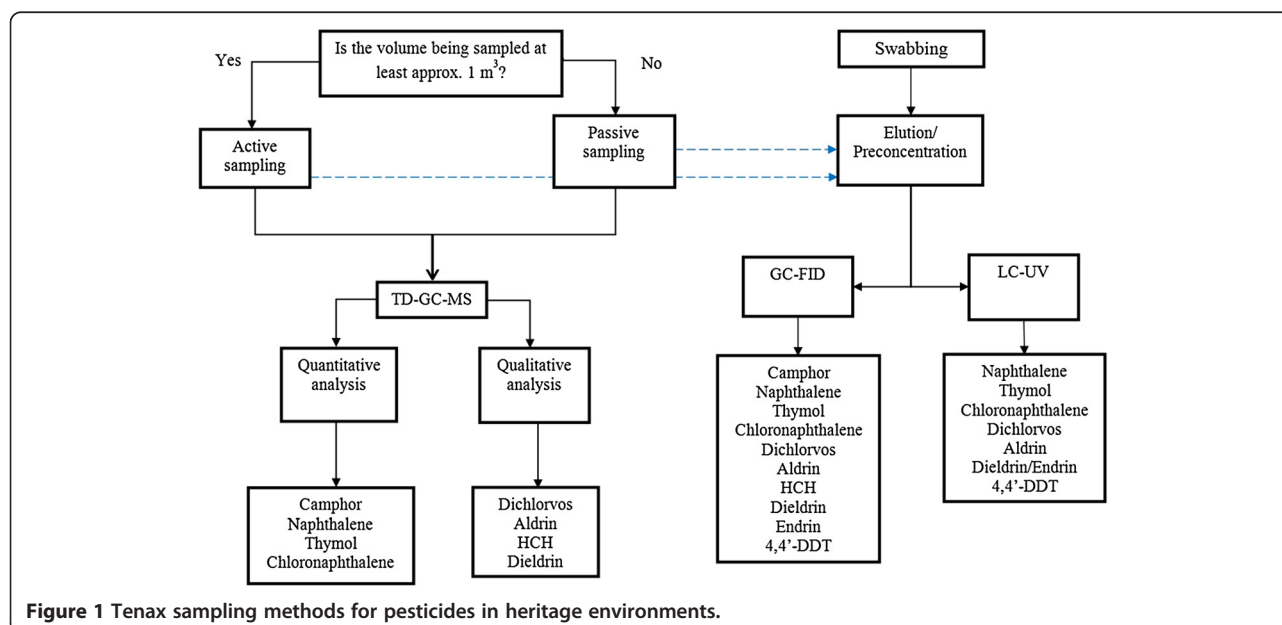 Is the volume being sampled at
least approx. 1 m³?
Yes
No
Swabbing
Active
sampling
Passive
sampling
Elution/
Preconcentration
TD-GC-MS
GC-FID
LC-UV
Quantitative
analysis
Qualitative
analysis
Camphor
Naphthalene
Thymol
Chloronaphthalene
Dichlorvos
Aldrin
HCH
Dieldrin
Camphor
Naphthalene
Thymol
Chloronaphthalene
Dichlorvos
Aldrin
HCH
Dieldrin
Endrin
4,4’-DDT
Naphthalene
Thymol
Chloronaphthalene
Dichlorvos
Aldrin
Dieldrin/Endrin
4,4’-DDT
Figure 1 Tenax sampling methods for pesticides in heritage environments.